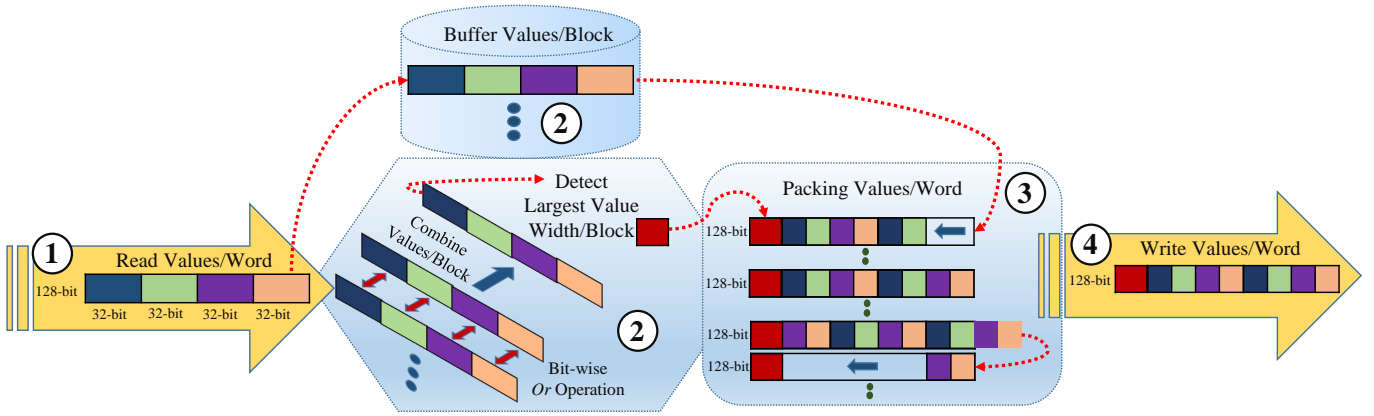 Buffer Values/Block
2
1
Read Values/Word
128-bit
32-bit 32-bit 32-bit 32-bit
Detect
Largest Value
Width/Block
Combine
Values/Block
2
Bit-wise
Or Operation
Packing Values/Word
3
128-bit
128-bit
128-bit
128-bit
4
Write Values/Word
128-bit